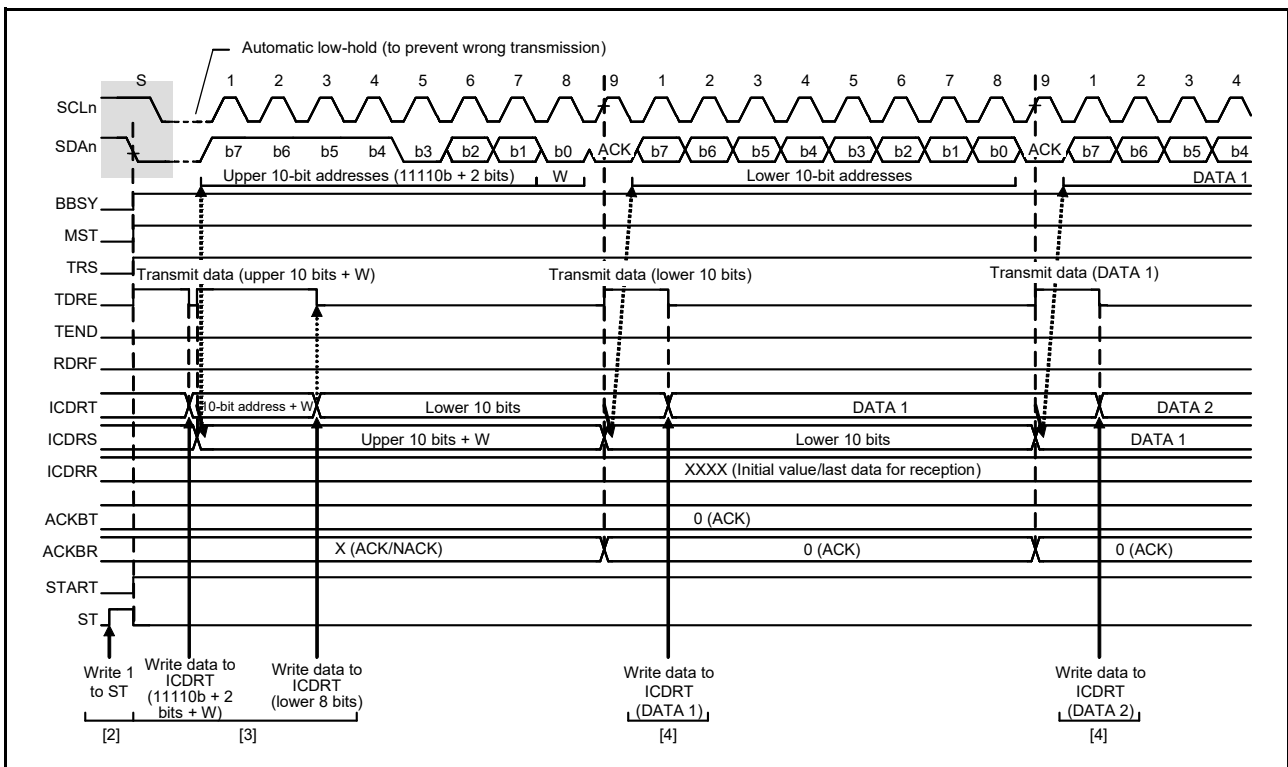 Automatic low-hold (to prevent wrong transmission)
S 1 2 3 4 5 6 7 8 9 1 2 3 4 5 6 7 8 9 1 2 3 4
SCLn
SDAn b7 b6 b5 b4 b3 b2 b1 b0 ACK b7 b6 b5 b4 b3 b2 b1 b0 ACK b7 b6 b5 b4
Upper 10-bit addresses (11110b + 2 bits) W Lower 10-bit addresses DATA 1
BBSY
MST
TRS
Transmit data (upper 10 bits + W) Transmit data (lower 10 bits) Transmit data (DATA 1)
TDRE
TEND
RDRF
ICDRT 10-bit address + W Lower 10 bits DATA 1 DATA 2
ICDRS Upper 10 bits + W Lower 10 bits DATA 1
ICDRR XXXX (Initial value/last data for reception)
ACKBT 0 (ACK)
ACKBR X (ACK/NACK) 0 (ACK) 0 (ACK)
START
ST
Write 1
to ST
Write data to
ICDRT
(11110b + 2
bits + W)
Write data to
ICDRT
(lower 8 bits)
Write data to
ICDRT
(DATA 1)
Write data to
ICDRT
(DATA 2)
[2] [3] [4] [4]